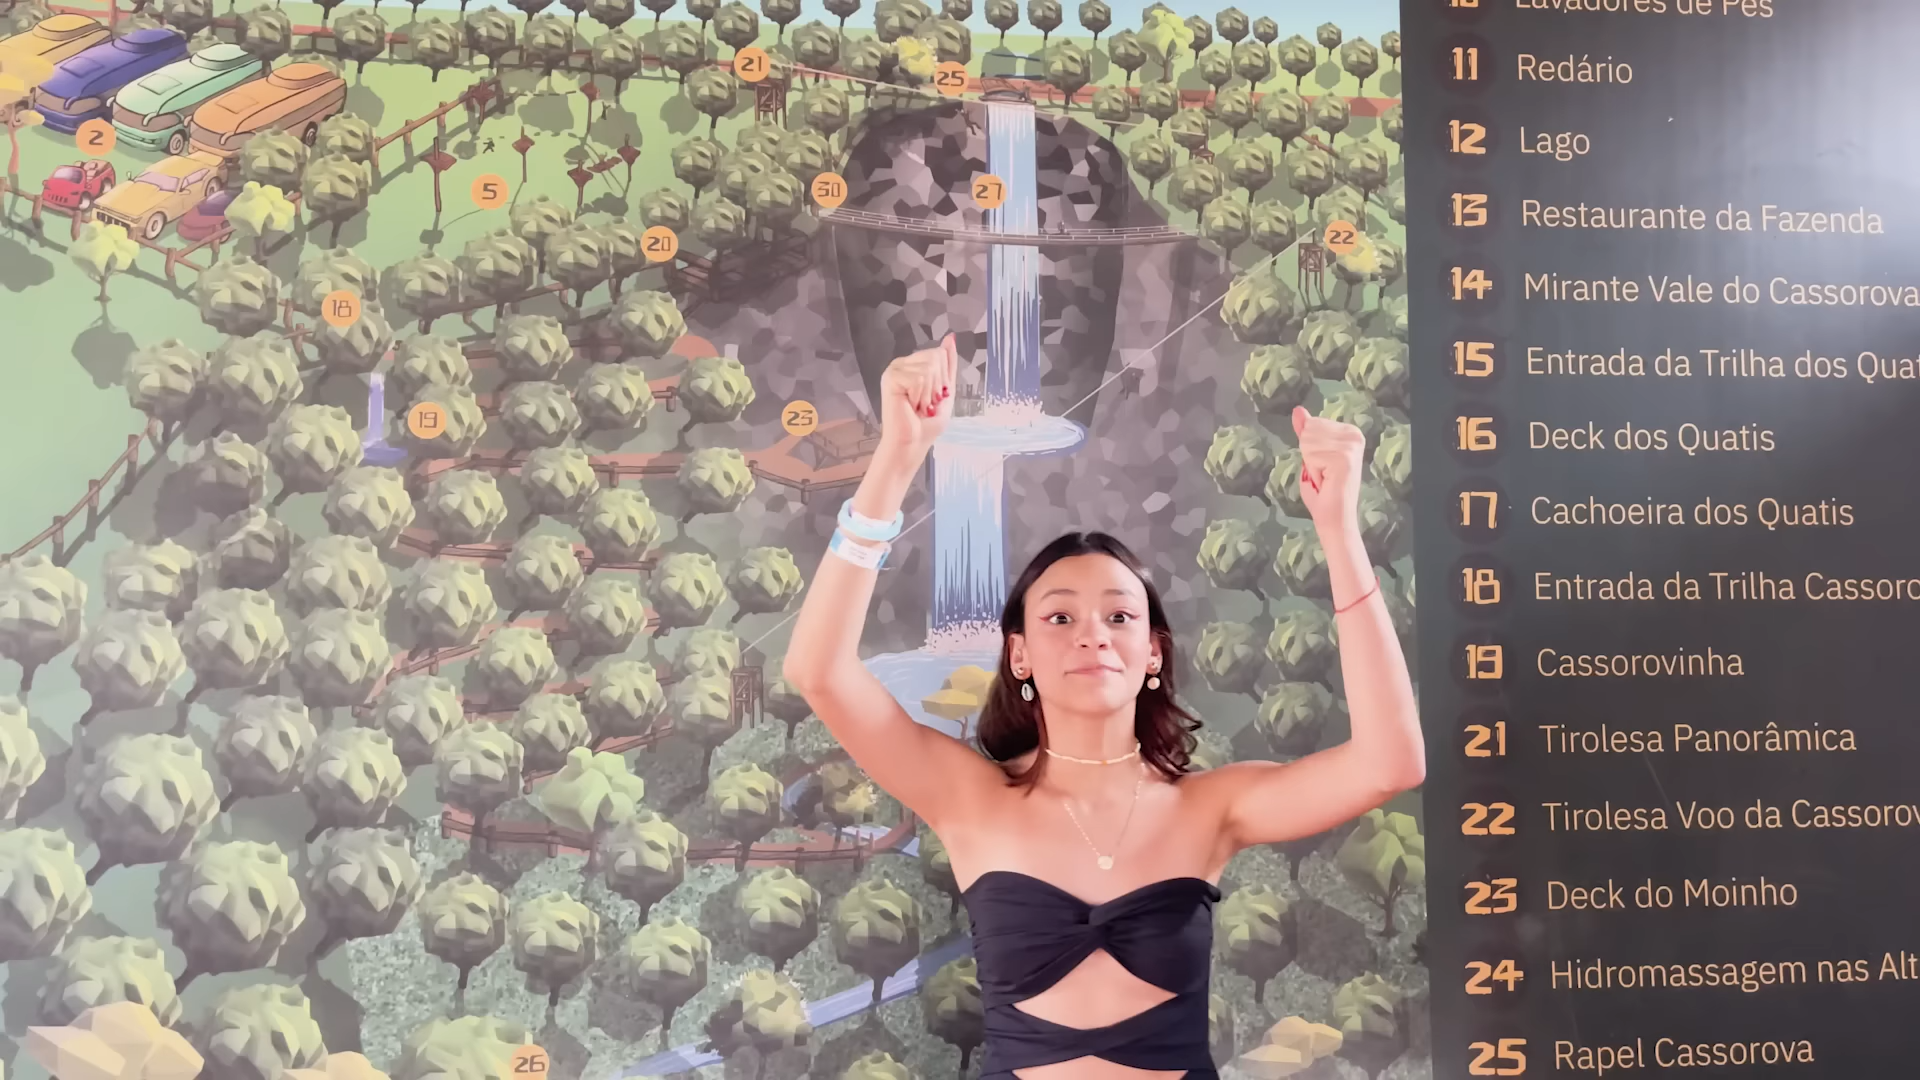 Lavadores de Pés
11 Redário
12 Lago
13 Restaurante da Fazenda
14 Mirante Vale do Cassorova
15 Entrada da Trilha dos Quat
16 Deck dos Quatis
17 Cachoeira dos Quatis
18 Entrada da Trilha Cassoro
19 Cassorovinha
21 Tirolesa Panorâmica
22 Tirolesa Voo da Cassorov
23 Deck do Moinho
24 Hidromassagem nas Alt
25 Rapel Cassorova
21
25
2
5
30
27
20
22
18
19
23
26